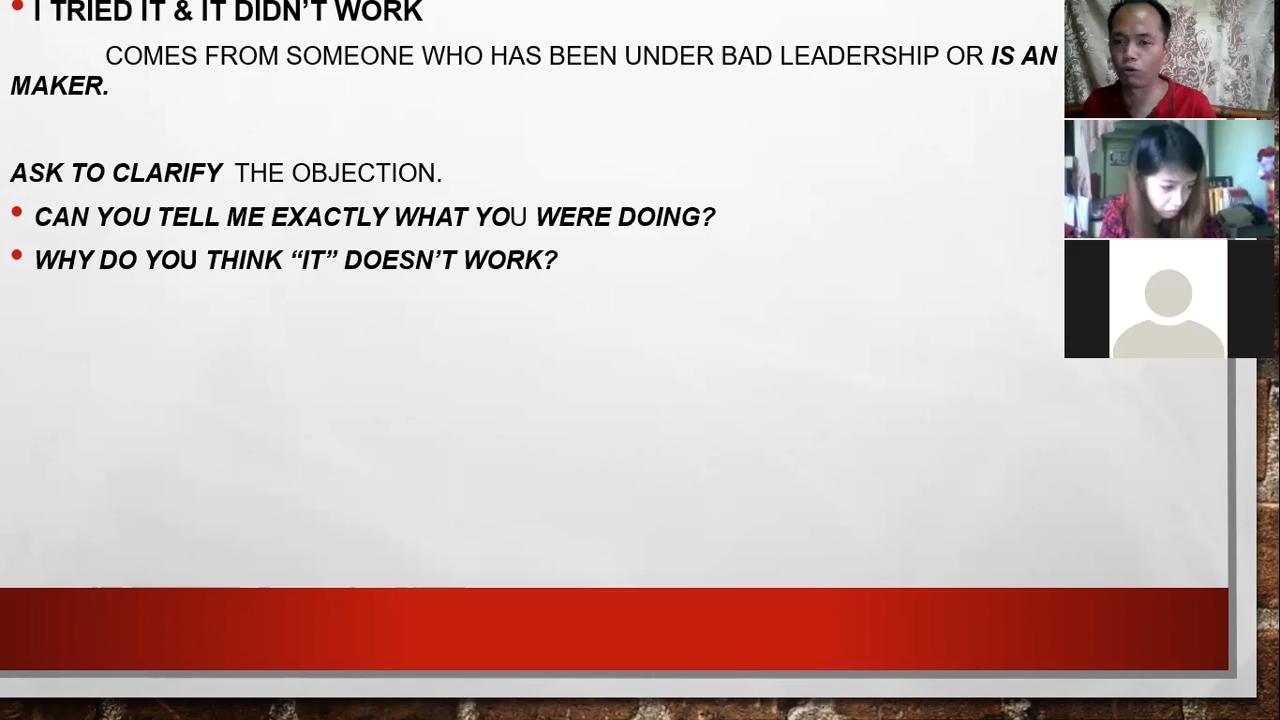 • I TRIED IT & IT DIDN’T WORK
COMES FROM SOMEONE WHO HAS BEEN UNDER BAD LEADERSHIP OR IS AN
MAKER.
ASK TO CLARIFY THE OBJECTION.
• CAN YOU TELL ME EXACTLY WHAT YOU WERE DOING?
• WHY DO YOU THINK “IT” DOESN’T WORK?